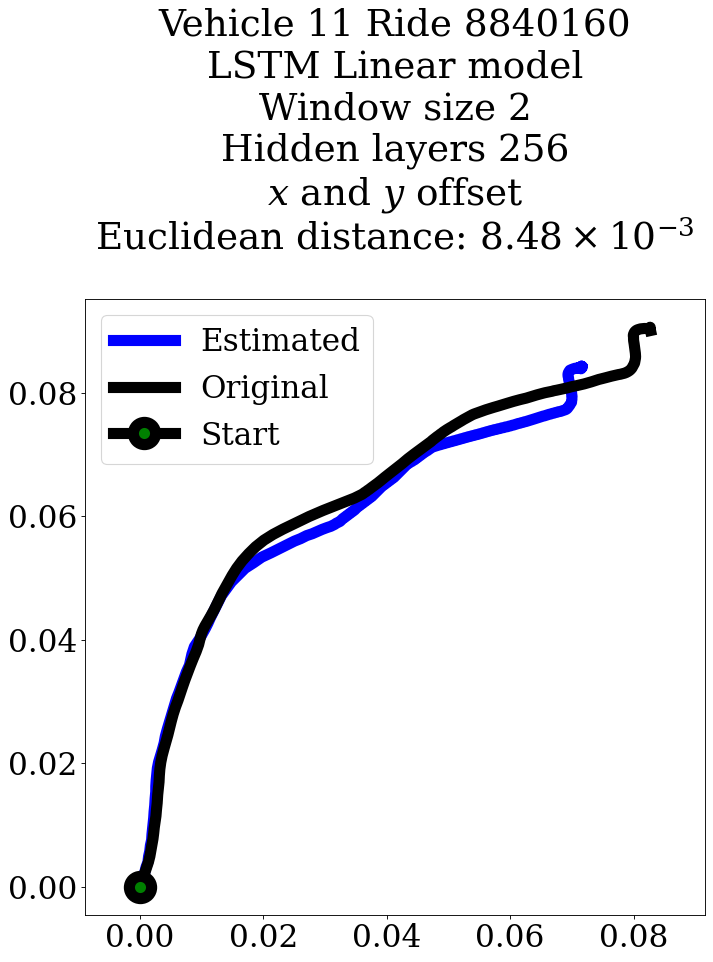 Vehicle 11 Ride 8840160
LSTM Linear model
Window size 2
Hidden layers 256
x and y offset
Euclidean distance: 8.48 × 10⁻³
Estimated
Original
Start
0.08
0.06
0.04
0.02
0.00
0.00 0.02 0.04 0.06 0.08